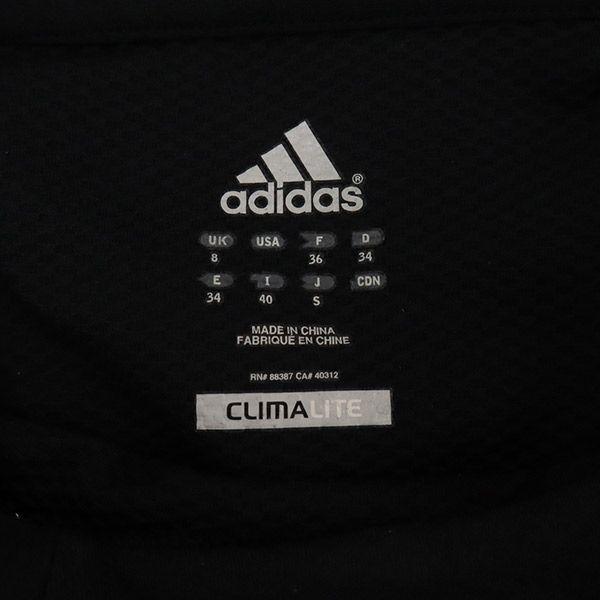 adidas®
UK USA F D
8 36 34
E I J CDN
34 40 S
MADE IN CHINA
FABRIQUÉ EN CHINE
RN# 88387 CA# 40312
CLIMALITE